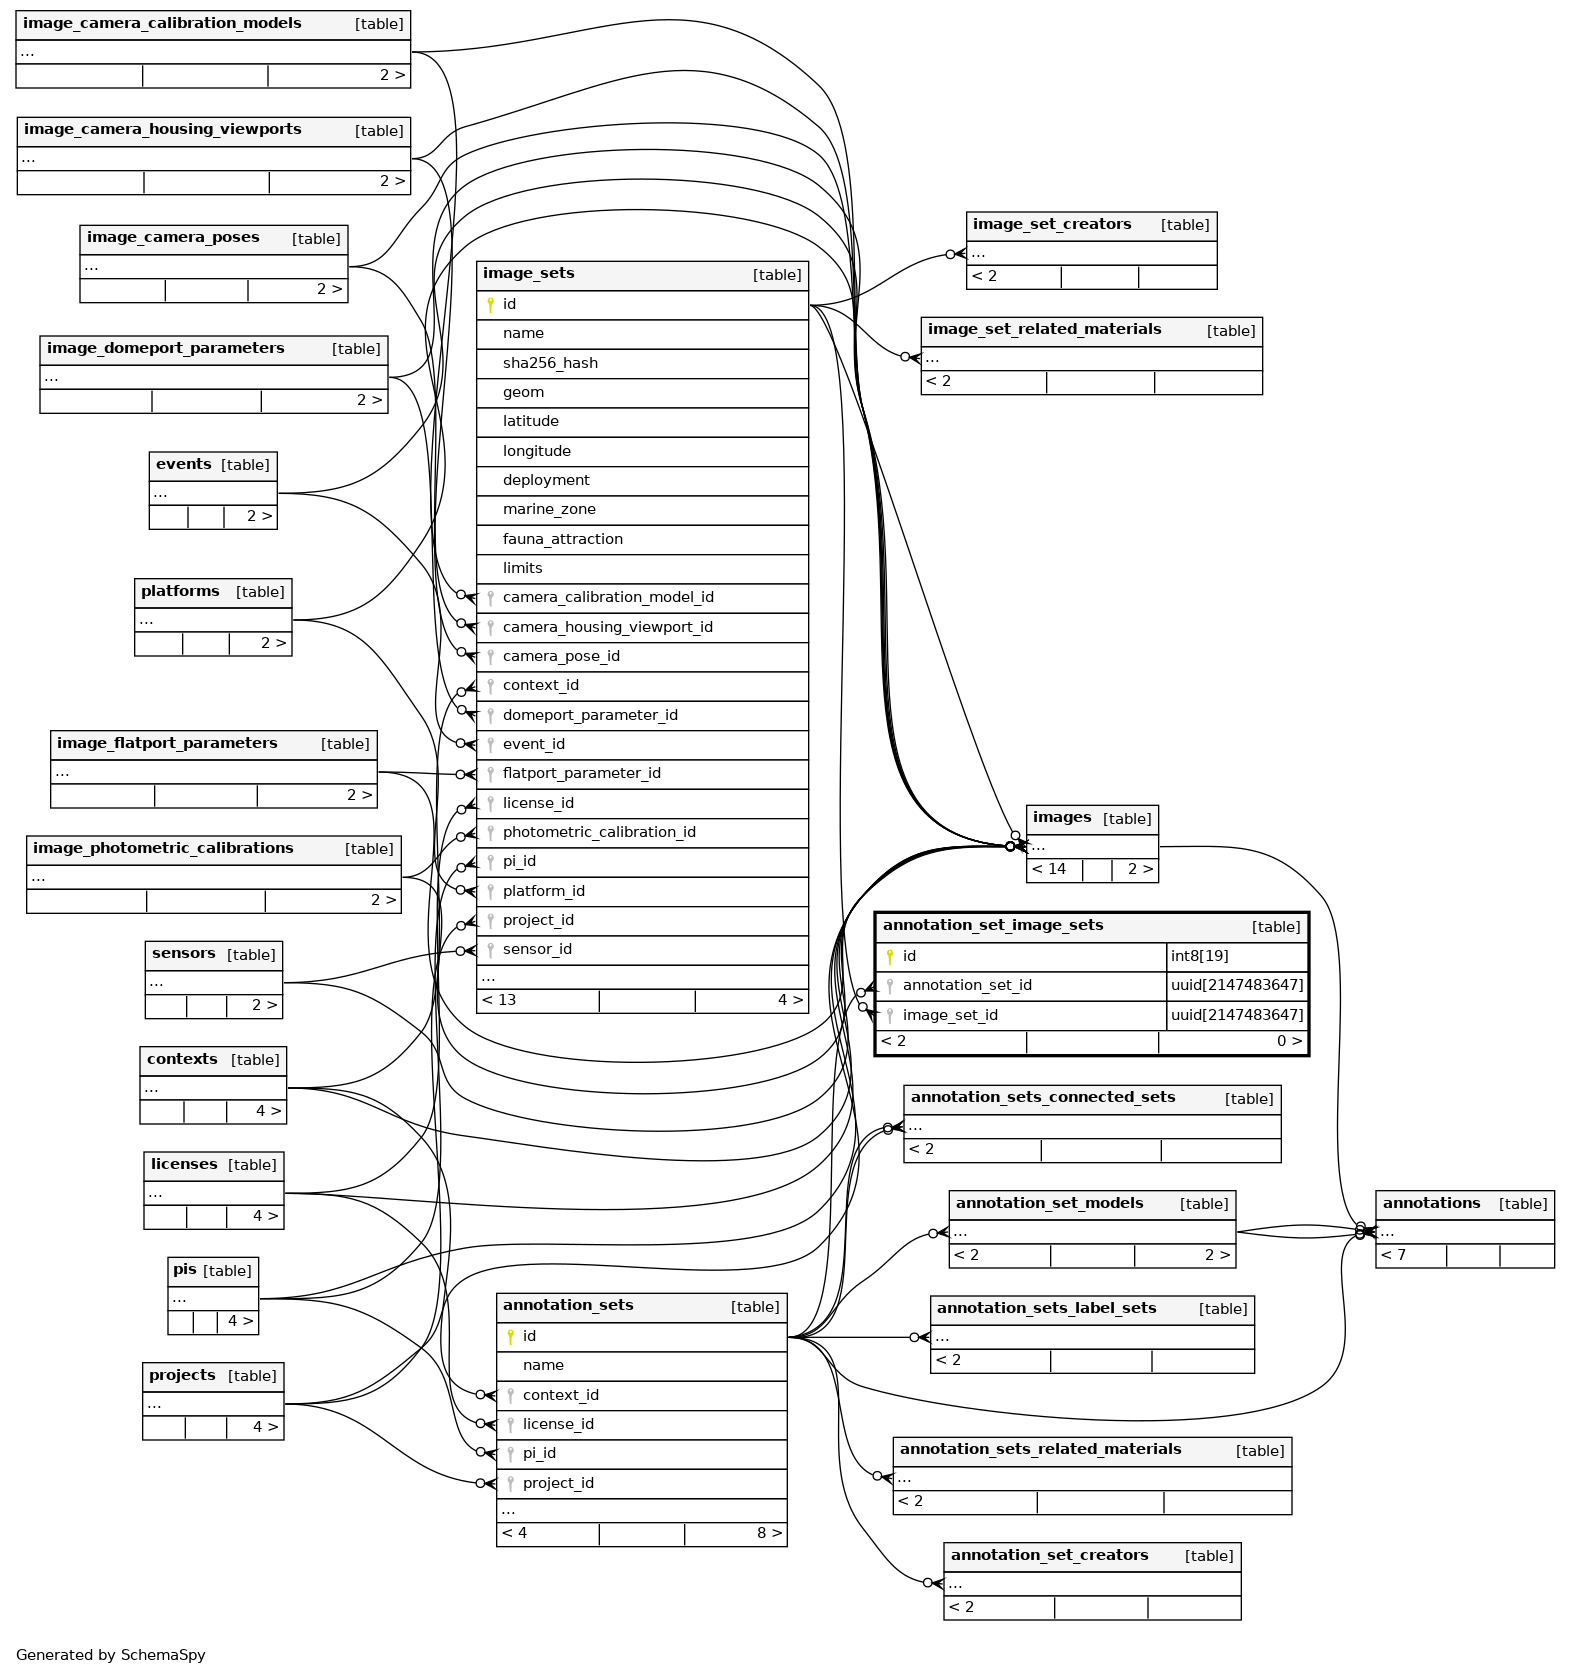 image_camera_calibration_models [table]
...
2 >
image_camera_housing_viewports [table]
...
2 >
image_camera_poses [table]
...
2 >
image_domeport_parameters [table]
...
2 >
events [table]
...
2 >
platforms [table]
...
2 >
image_flatport_parameters [table]
...
2 >
image_photometric_calibrations [table]
...
2 >
sensors [table]
...
2 >
contexts [table]
...
4 >
licenses [table]
...
4 >
pis [table]
...
4 >
projects [table]
...
4 >
image_sets [table]
id
name
sha256_hash
geom
latitude
longitude
deployment
marine_zone
fauna_attraction
limits
camera_calibration_model_id
camera_housing_viewport_id
camera_pose_id
context_id
domeport_parameter_id
event_id
flatport_parameter_id
license_id
photometric_calibration_id
pi_id
platform_id
project_id
sensor_id
...
< 13 4 >
annotation_sets [table]
id
name
context_id
license_id
pi_id
project_id
...
< 4 8 >
image_set_creators [table]
...
< 2
image_set_related_materials [table]
...
< 2
images [table]
...
< 14 2 >
annotation_set_image_sets [table]
id int8[19]
annotation_set_id uuid[2147483647]
image_set_id uuid[2147483647]
< 2 0 >
annotation_sets_connected_sets [table]
...
< 2
annotation_set_models [table]
...
< 2 2 >
annotation_sets_label_sets [table]
...
< 2
annotation_sets_related_materials [table]
...
< 2
annotation_set_creators [table]
...
< 2
annotations [table]
...
< 7
Generated by SchemaSpy